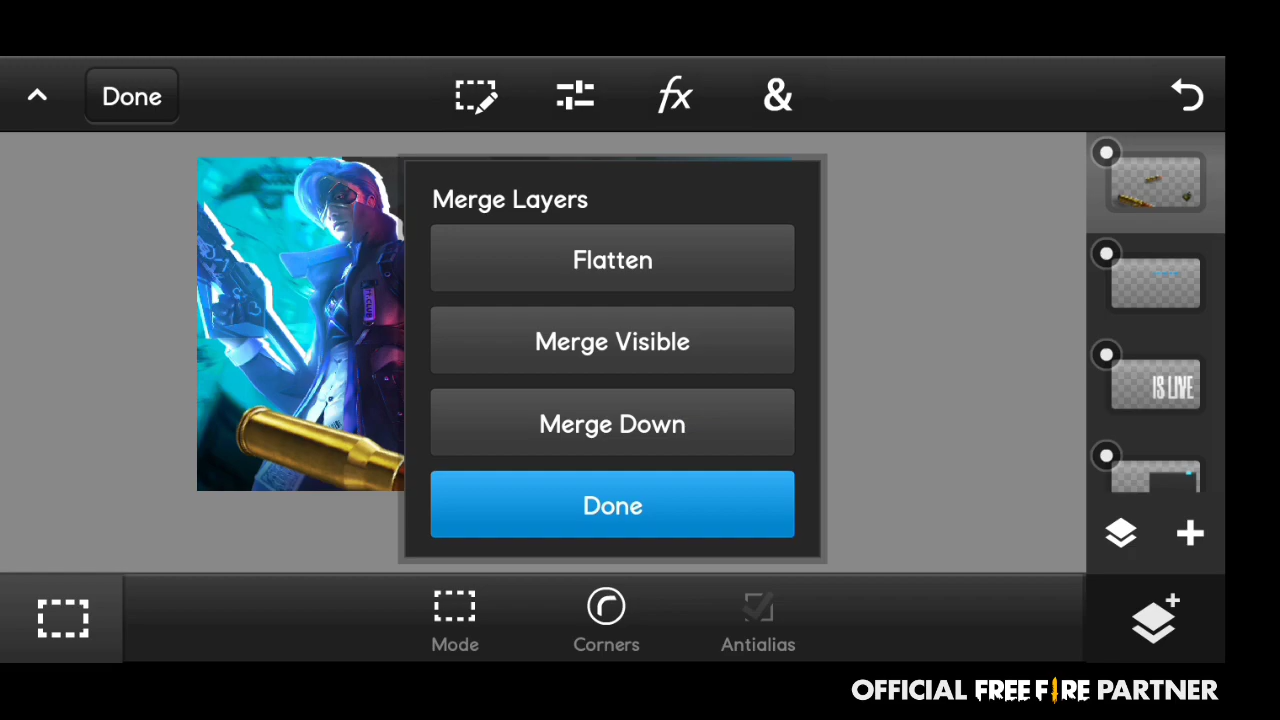 Done
fx
&
Merge Layers
Flatten
Merge Visible
Merge Down
Done
IS LIVE
Mode
Corners
Antialias
OFFICIAL FREE FIRE PARTNER